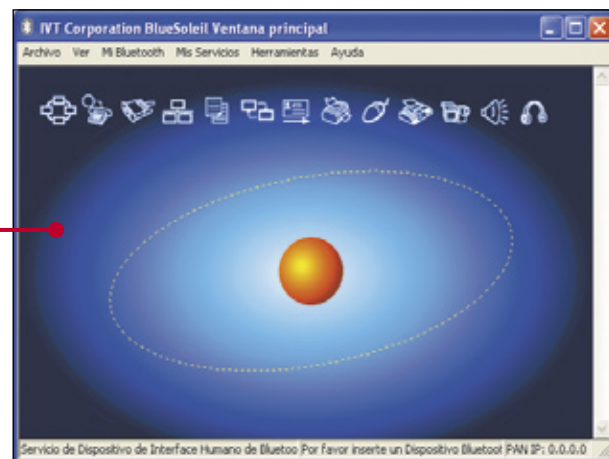 IVT Corporation BlueSoleil Ventana principal
Archivo Ver Mi Bluetooth Mis Servicios Herramientas Ayuda
Servicio de Dispositivo de Interface Humano de Bluetoo Por favor inserte un Dispositivo Bluetoot PAN IP: 0.0.0.0